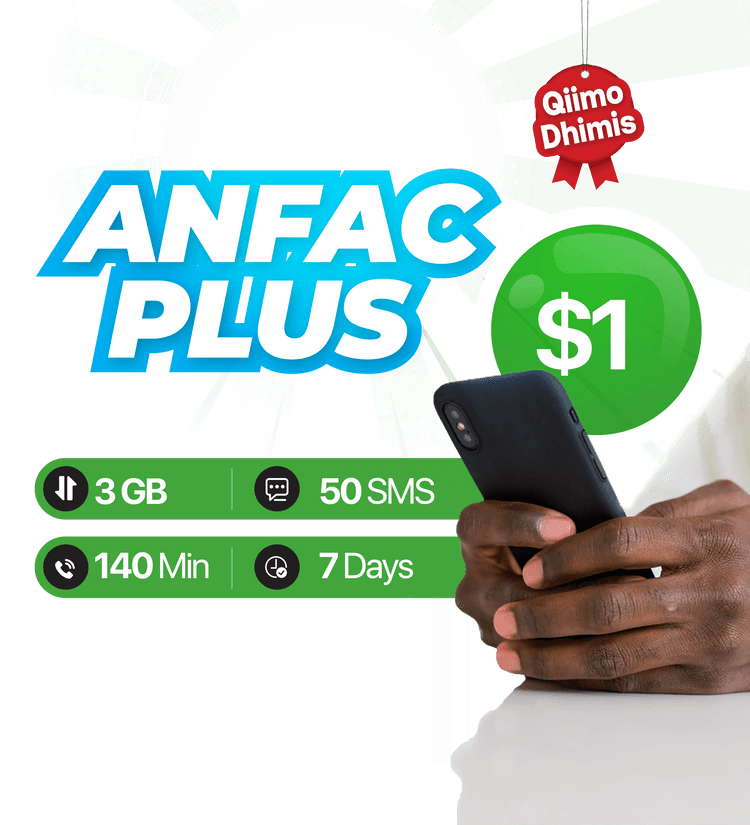 Qiimo
Dhimis
ANFAC
PLUS
$1
3 GB
50 SMS
140 Min
7 Days